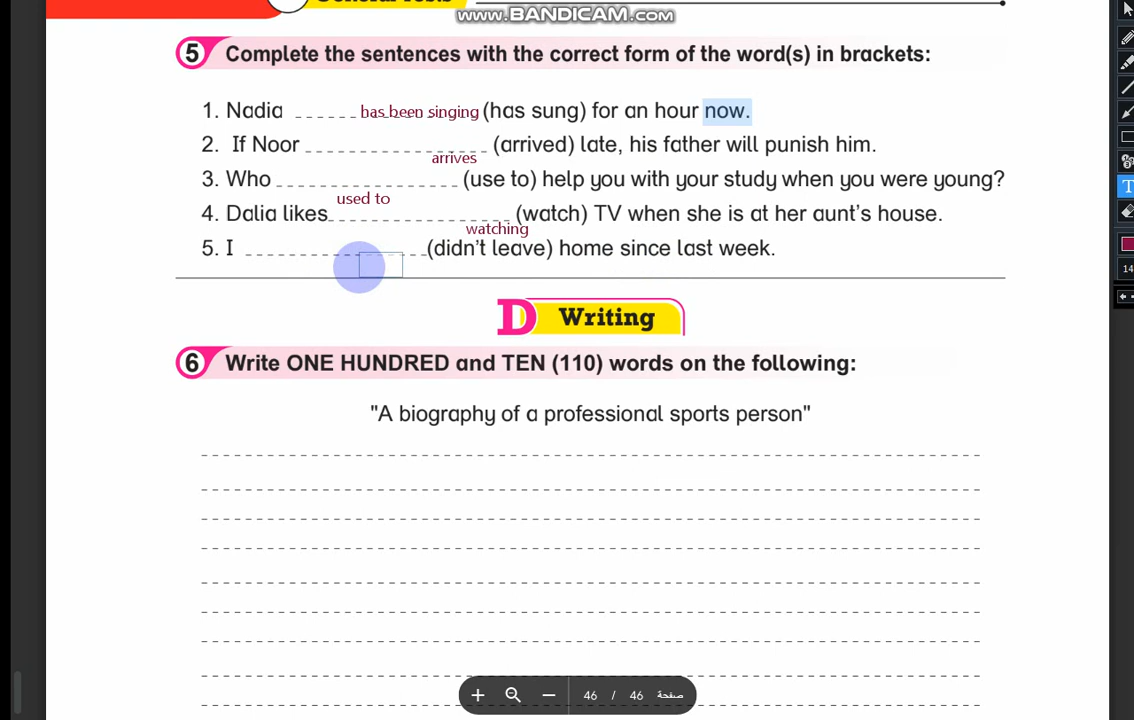 General Tests
www.BANDICAM.com
5 Complete the sentences with the correct form of the word(s) in brackets:
1. Nadia has been singing (has sung) for an hour now.
2. If Noor (arrived) late, his father will punish him.
arrives
3. Who (use to) help you with your study when you were young?
used to
4. Dalia likes (watch) TV when she is at her aunt's house.
watching
5. I (didn't leave) home since last week.
D Writing
6 Write ONE HUNDRED and TEN (110) words on the following:
"A biography of a professional sports person"
46 / 46 صفحة
T
14